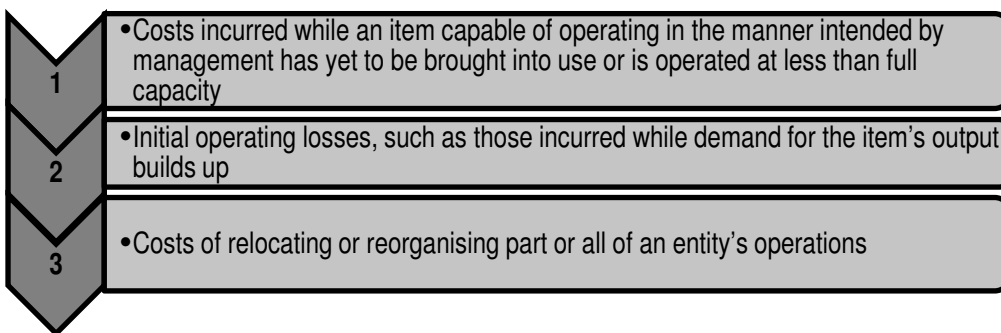 1
•Costs incurred while an item capable of operating in the manner intended by
management has yet to be brought into use or is operated at less than full
capacity
2
•Initial operating losses, such as those incurred while demand for the item's output
builds up
3
•Costs of relocating or reorganising part or all of an entity's operations